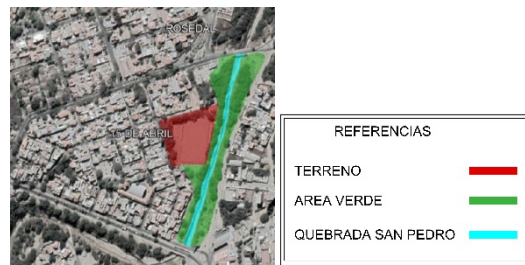 ROSEDAL
15 DE ABRIL
REFERENCIAS
TERRENO
AREA VERDE
QUEBRADA SAN PEDRO